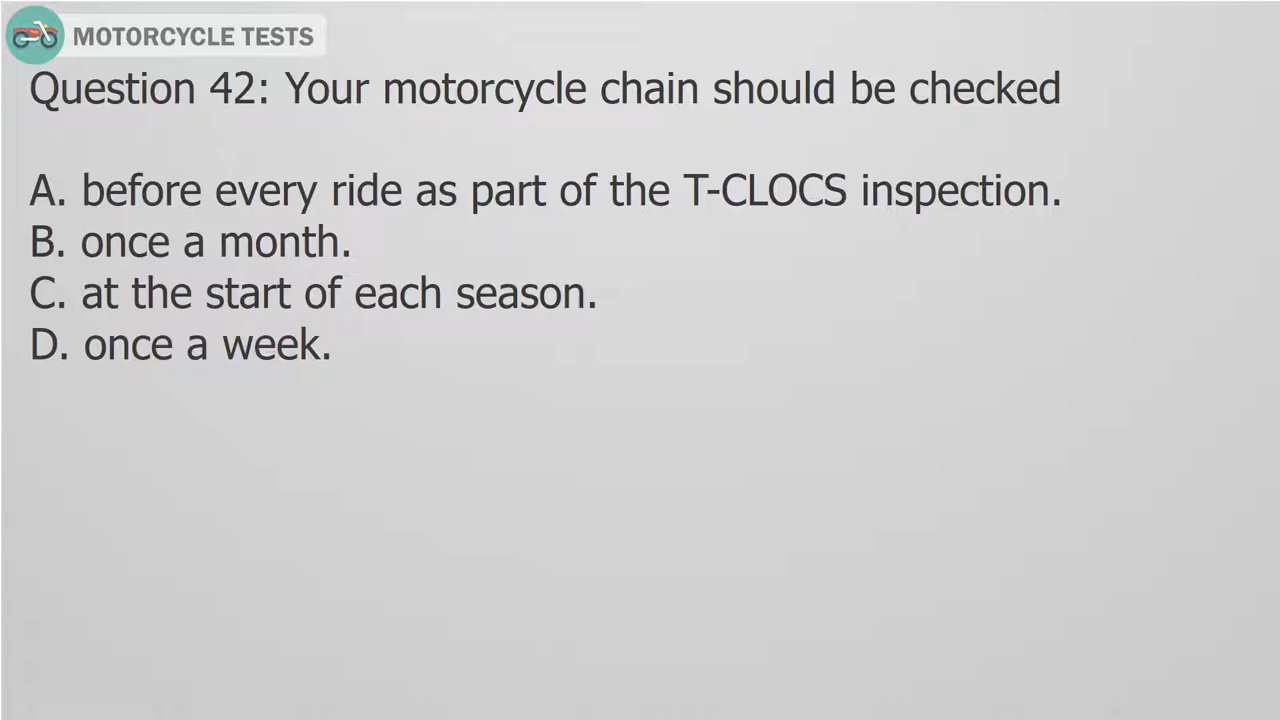 MOTORCYCLE TESTS
Question 42: Your motorcycle chain should be checked
A. before every ride as part of the T-CLOCS inspection.
B. once a month.
C. at the start of each season.
D. once a week.